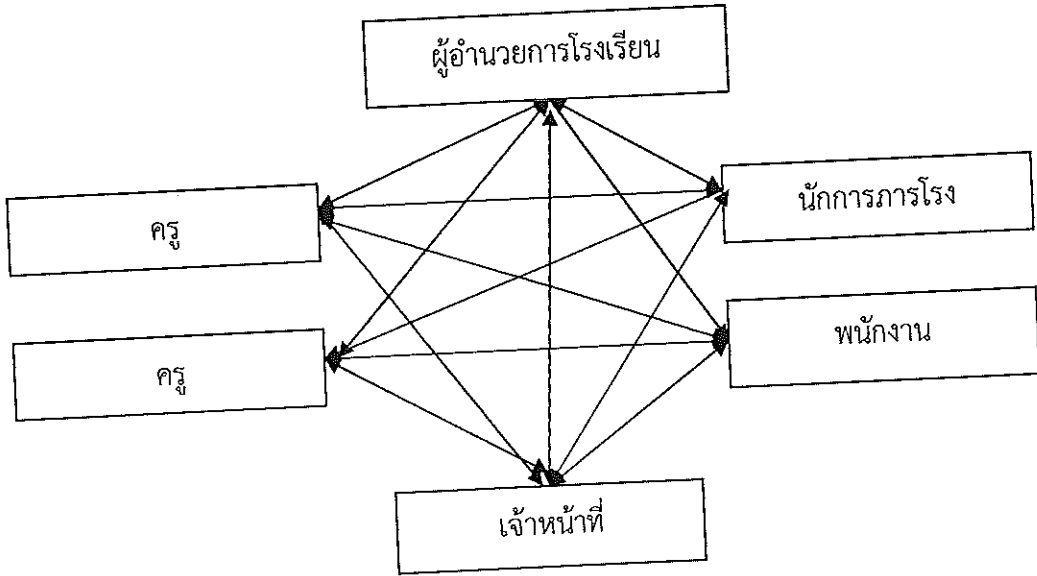 ผู้อำนวยการโรงเรียน
ครู
นักการภารโรง
ครู
พนักงาน
เจ้าหน้าที่